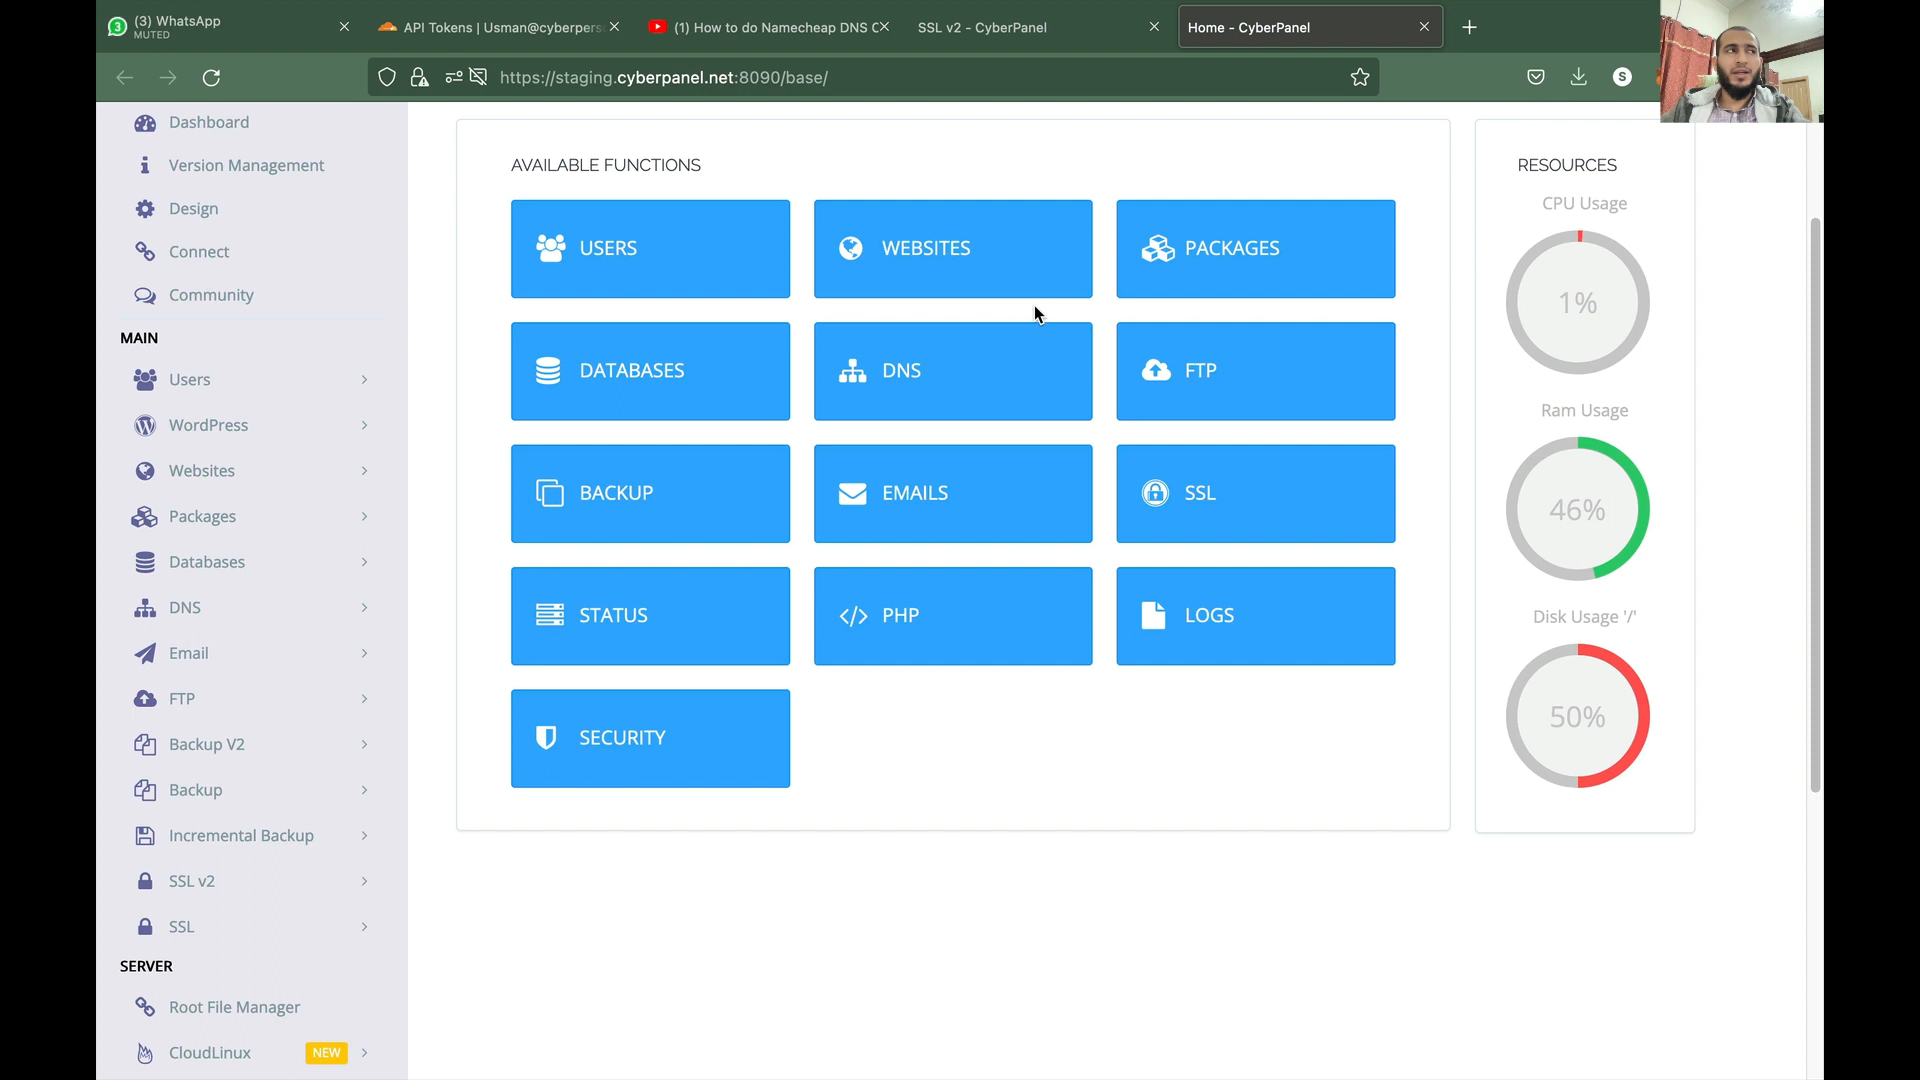 (3) WhatsApp
MUTED
API Tokens | Usman@cyberpers
(1) How to do Namecheap DNS C
SSL v2 - CyberPanel
Home - CyberPanel
https://staging.cyberpanel.net:8090/base/
S
3
Dashboard
Version Management
Design
Connect
Community
MAIN
Users
WordPress
Websites
Packages
Databases
DNS
Email
FTP
Backup V2
Backup
Incremental Backup
SSL v2
SSL
SERVER
Root File Manager
CloudLinux NEW
AVAILABLE FUNCTIONS
USERS
WEBSITES
PACKAGES
DATABASES
DNS
FTP
BACKUP
EMAILS
SSL
STATUS
PHP
LOGS
SECURITY
RESOURCES
CPU Usage
1%
Ram Usage
46%
Disk Usage '/'
50%